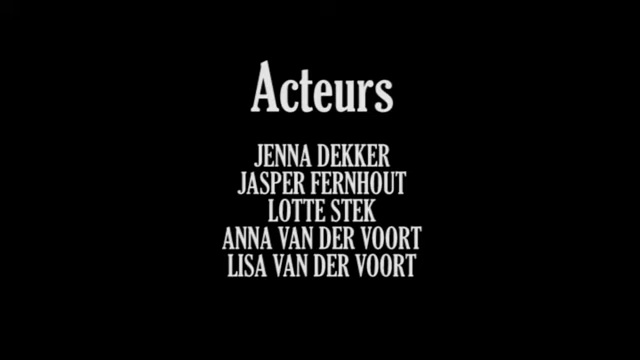 Acteurs
JENNA DEKKER
JASPER FERNHOUT
LOTTE STEK
ANNA VAN DER VOORT
LISA VAN DER VOORT